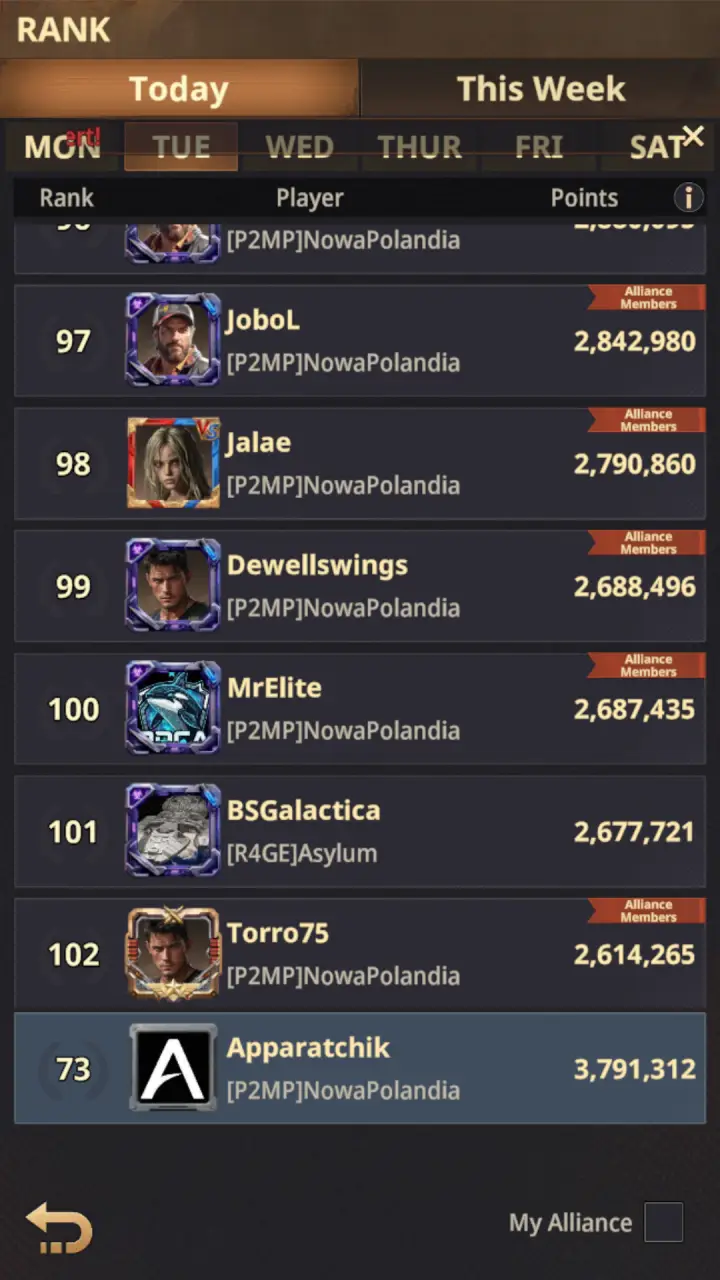 RANK
Today
This Week
MON
ert!
TUE
WED
THUR
FRI
SAT
Rank
Player
Points
[P2MP]NowaPolandia
Alliance
Members
97
JoboL
[P2MP]NowaPolandia
2,842,980
Alliance
Members
98
VS
Jalae
[P2MP]NowaPolandia
2,790,860
Alliance
Members
99
Dewellswings
[P2MP]NowaPolandia
2,688,496
Alliance
Members
100
MrElite
[P2MP]NowaPolandia
2,687,435
101
BSGalactica
[R4GE]Asylum
2,677,721
Alliance
Members
102
Torro75
[P2MP]NowaPolandia
2,614,265
73
A
Apparatchik
[P2MP]NowaPolandia
3,791,312
My Alliance